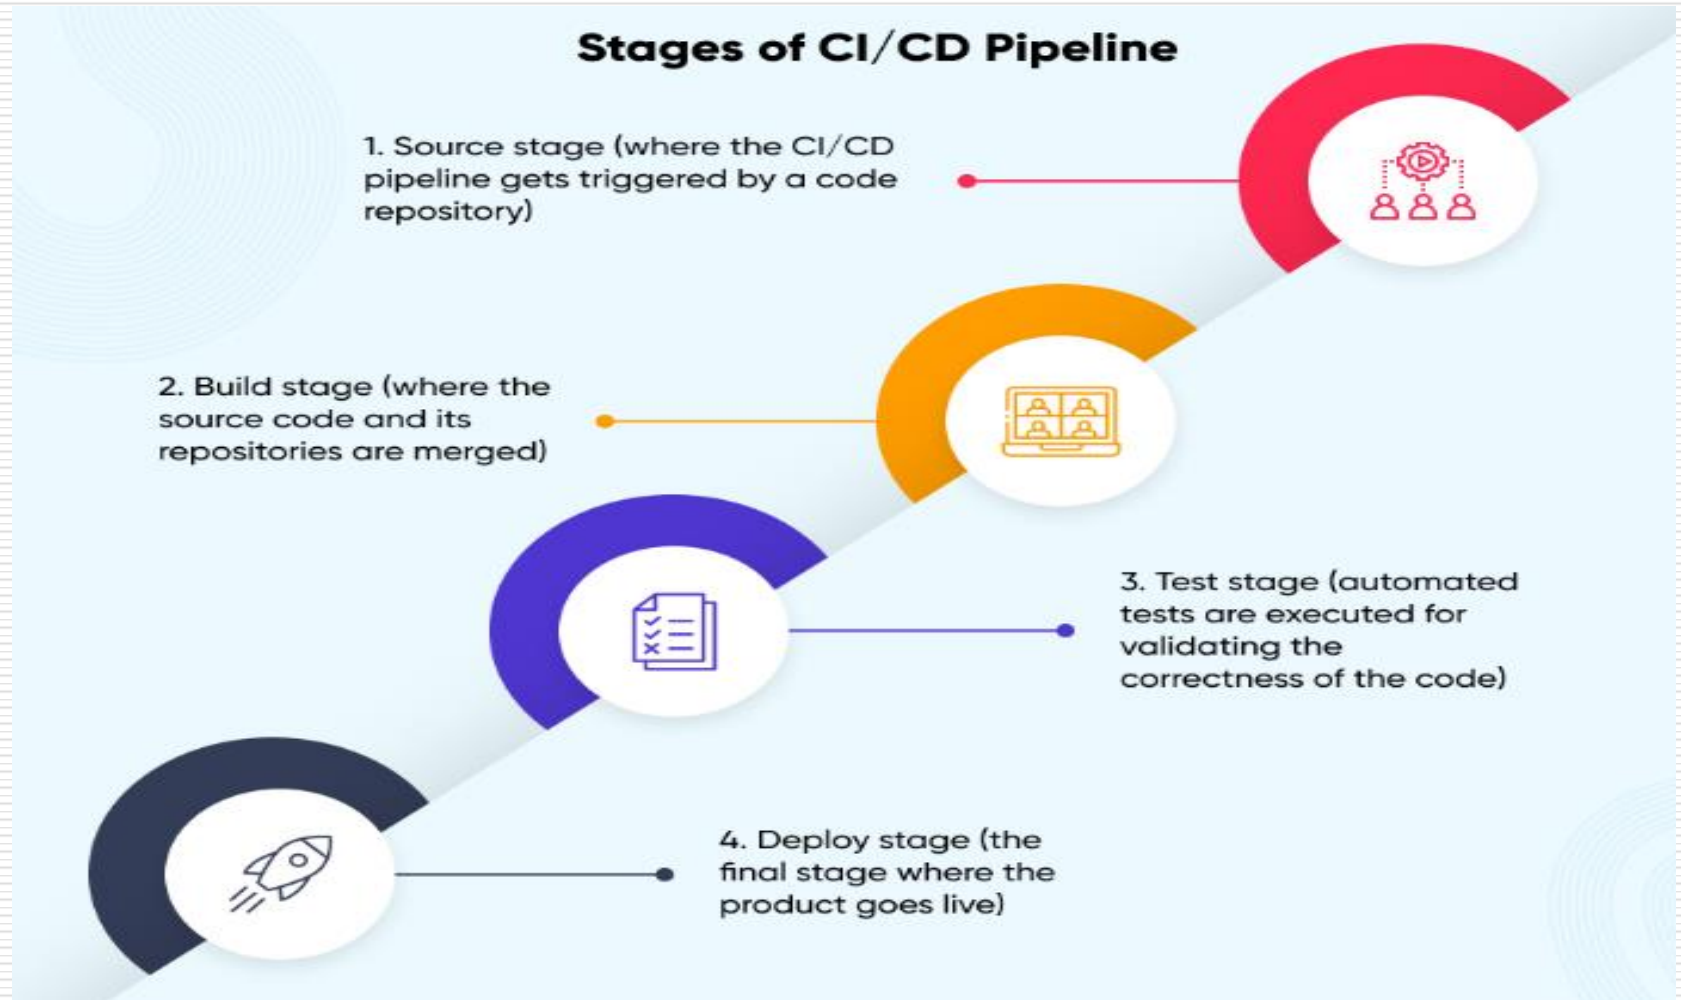 Stages of CI/CD Pipeline
1. Source stage (where the CI/CD
pipeline gets triggered by a code
repository)
2. Build stage (where the
source code and its
repositories are merged)
3. Test stage (automated
tests are executed for
validating the
correctness of the code)
4. Deploy stage (the
final stage where the
product goes live)